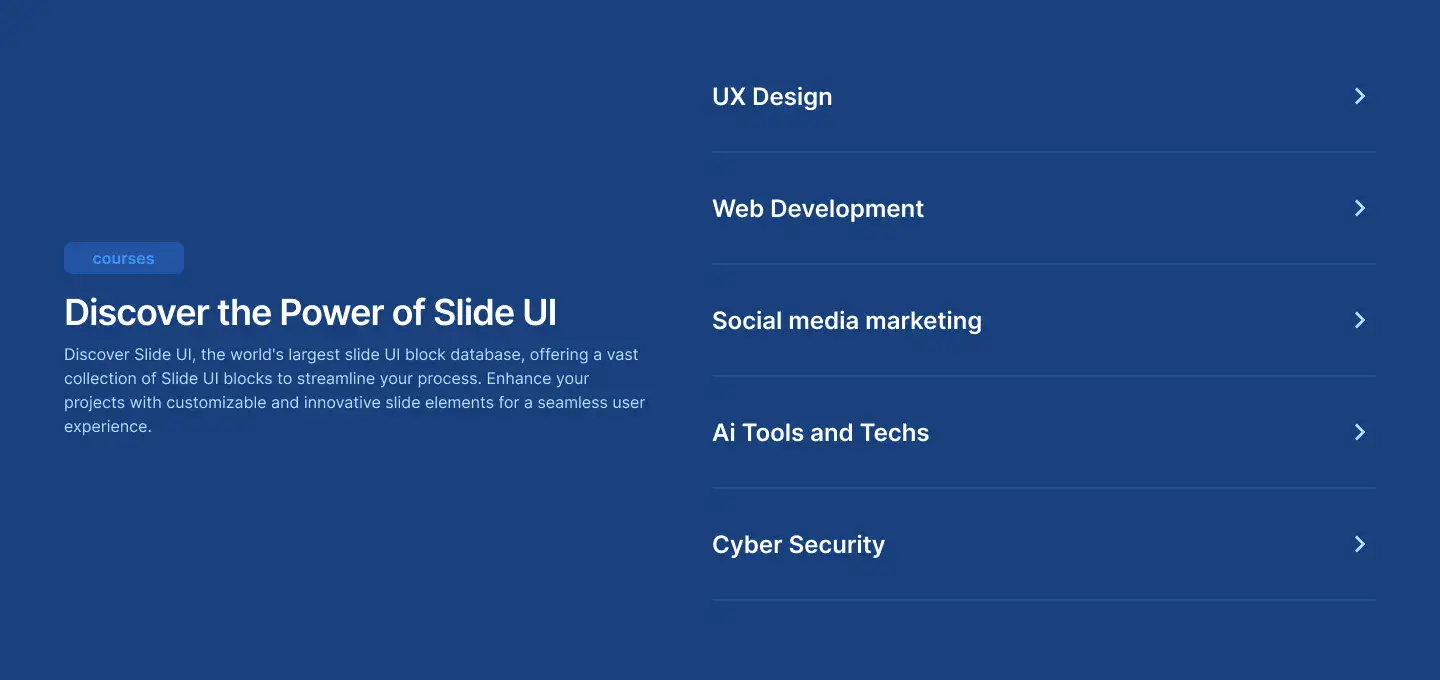 courses
Discover the Power of Slide UI
Discover Slide UI, the world's largest slide UI block database, offering a vast
collection of Slide UI blocks to streamline your process. Enhance your
projects with customizable and innovative slide elements for a seamless user
experience.
UX Design
Web Development
Social media marketing
Ai Tools and Techs
Cyber Security